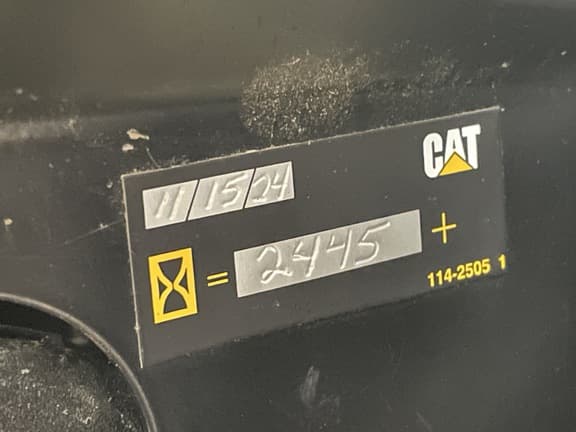 CAT
11/15/24
= 2445 +
114-2505 1